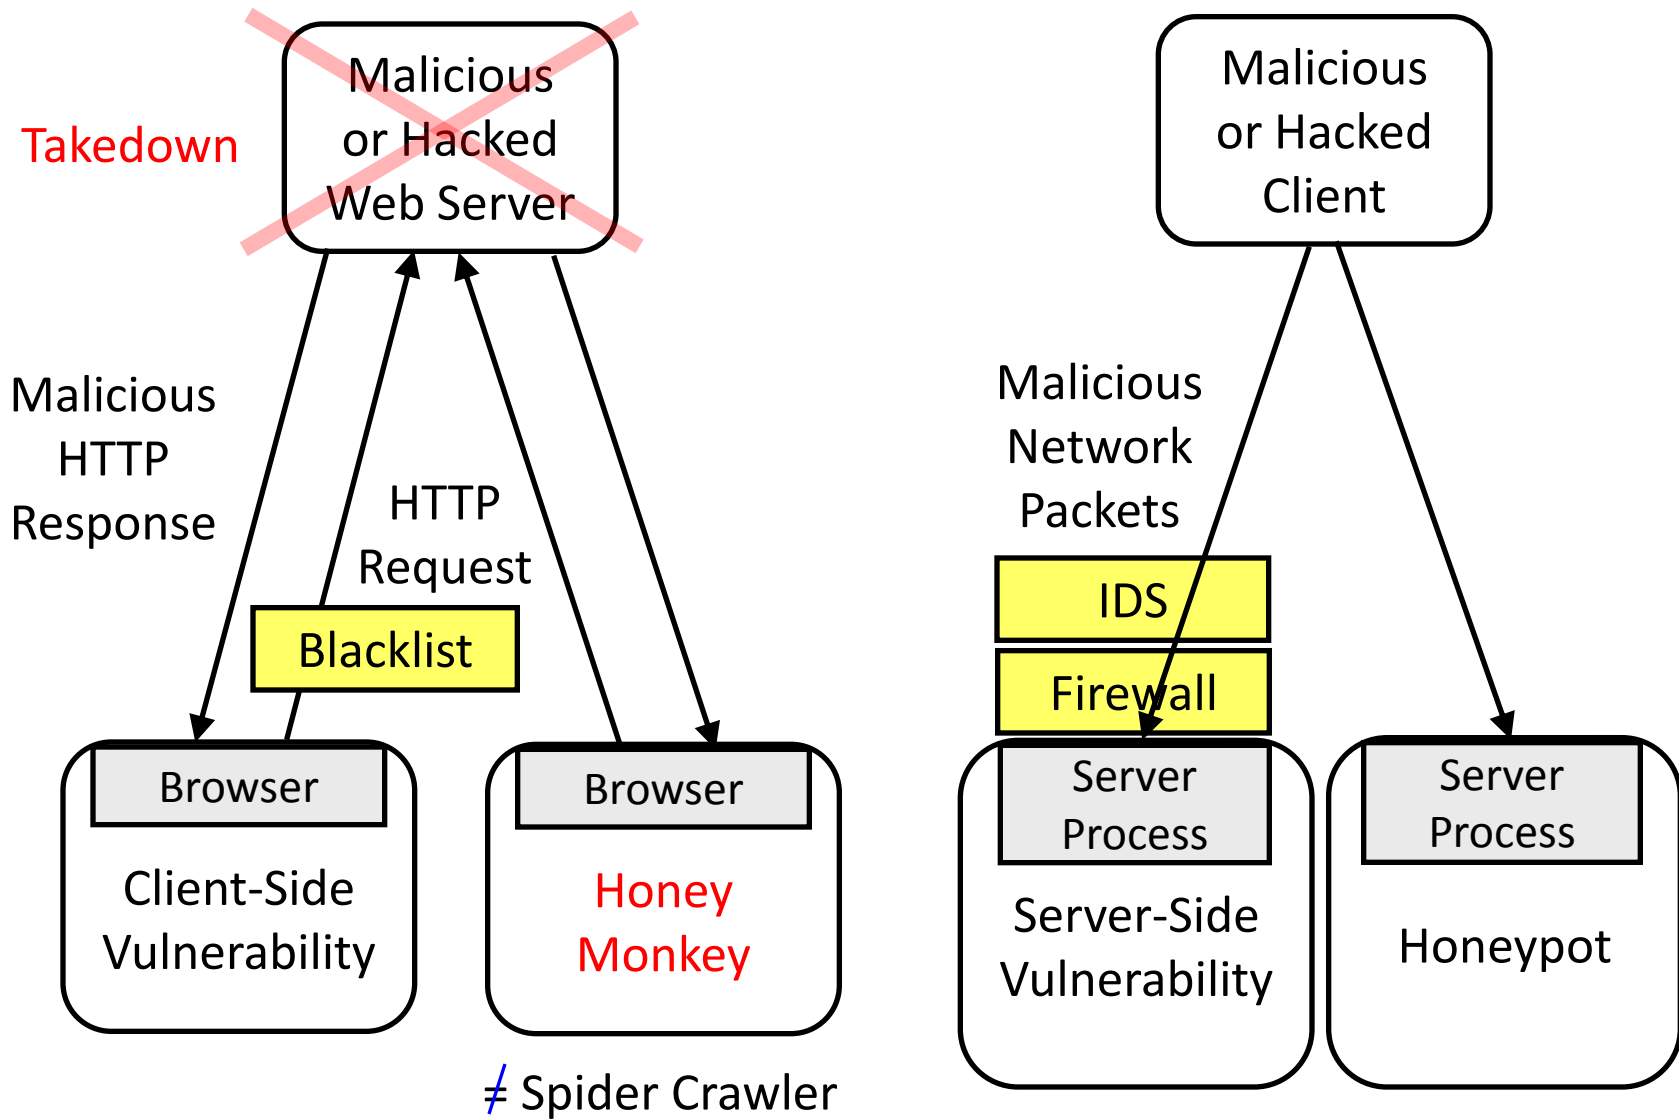 Takedown
Malicious
or Hacked
Web Server
Malicious
HTTP
Response
HTTP
Request
Blacklist
Browser
Client-Side
Vulnerability
Browser
Honey
Monkey
≠ Spider Crawler
Malicious
or Hacked
Client
Malicious
Network
Packets
IDS
Firewall
Server
Process
Server-Side
Vulnerability
Server
Process
Honeypot